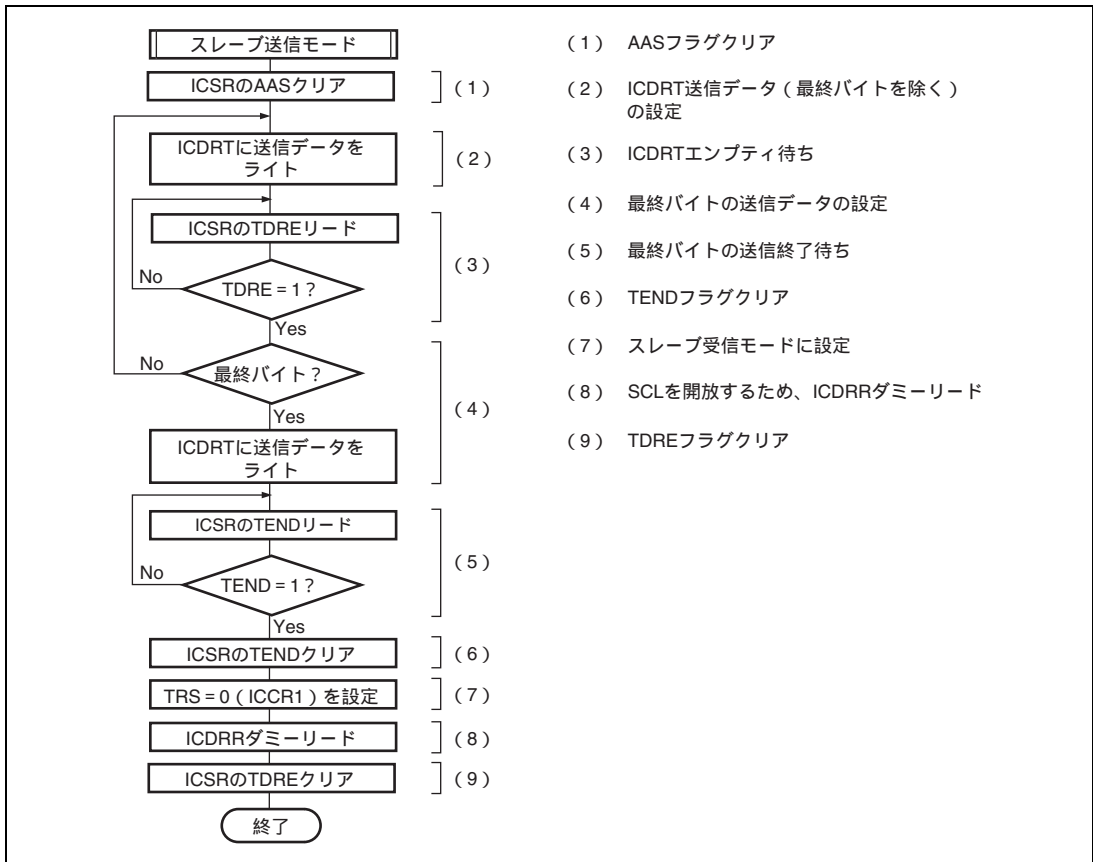 スレーブ送信モード
ICSRのAASクリア
(1)
ICDRTに送信データを
ライト
(2)
ICSRのTDREリード
No
TDRE = 1?
(3)
Yes
No
最終バイト?
Yes
(4)
ICDRTに送信データを
ライト
ICSRのTENDリード
No
TEND = 1?
(5)
Yes
ICSRのTENDクリア
(6)
TRS = 0(ICCR1)を設定
(7)
ICDRRダミーリード
(8)
ICSRのTDREクリア
(9)
終了
(1) AASフラグクリア
(2) ICDRT送信データ(最終バイトを除く)
の設定
(3) ICDRTエンプティ待ち
(4) 最終バイトの送信データの設定
(5) 最終バイトの送信終了待ち
(6) TENDフラグクリア
(7) スレーブ受信モードに設定
(8) SCLを開放するため、ICDRRダミーリード
(9) TDREフラグクリア